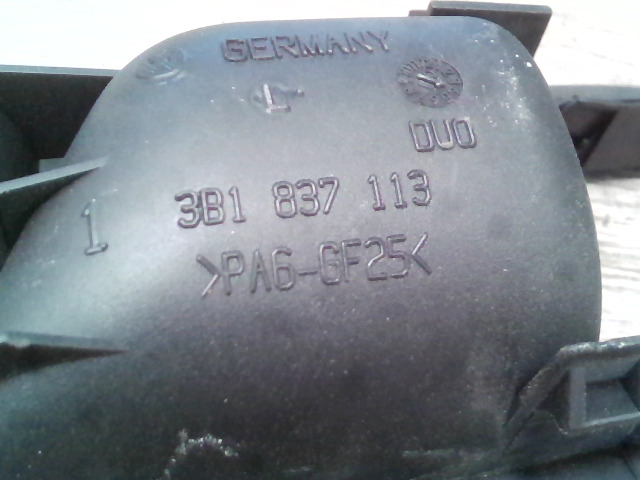 GERMANY
L
DUO
3B1 837 113
1
>PA6-GF25<